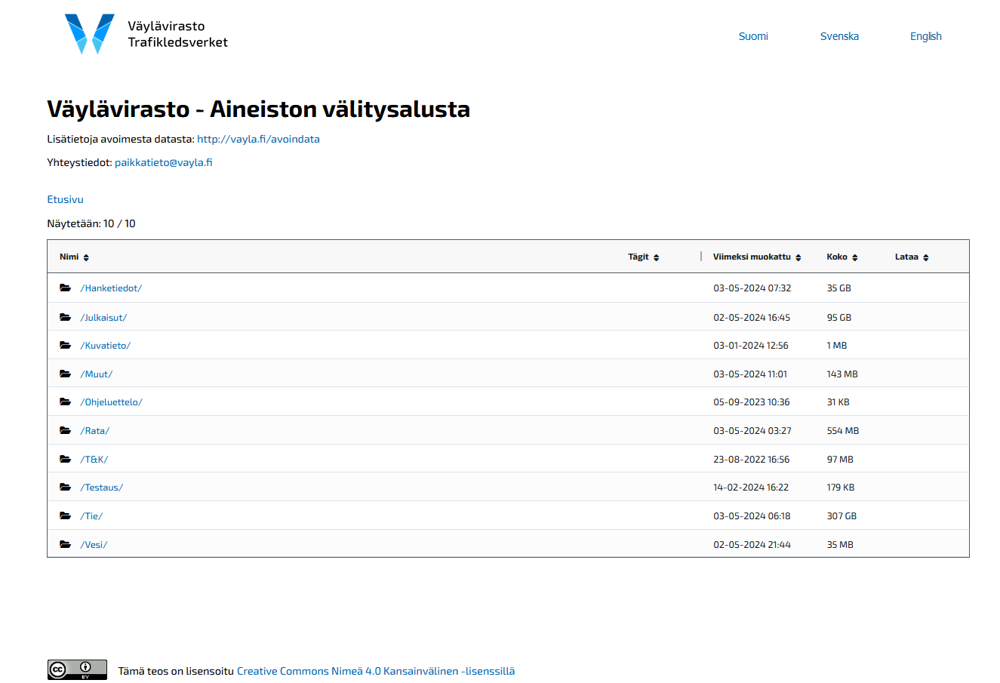 Väylävirasto
Trafikledsverket
Suomi Svenska English
Väylävirasto - Aineiston välitysalusta
Lisätietoja avoimesta datasta: http://vayla.fi/avoindata
Yhteystiedot: paikkatieto@vayla.fi
Etusivu
Näytetään: 10 / 10
Nimi Tägit Viimeksi muokattu Koko Lataa
/Hanketiedot/ 03-05-2024 07:32 35 GB
/Julkaisut/ 02-05-2024 16:45 95 GB
/Kuvatieto/ 03-01-2024 12:56 1 MB
/Muut/ 03-05-2024 11:01 143 MB
/Ohjeluettelo/ 05-09-2023 10:36 31 KB
/Rata/ 03-05-2024 03:27 554 MB
/T&K/ 23-08-2022 16:56 97 MB
/Testaus/ 14-02-2024 16:22 179 KB
/Tie/ 03-05-2024 06:18 307 GB
/Vesi/ 02-05-2024 21:44 35 MB
cc BY Tämä teos on lisensoitu Creative Commons Nimeä 4.0 Kansainvälinen -lisenssillä